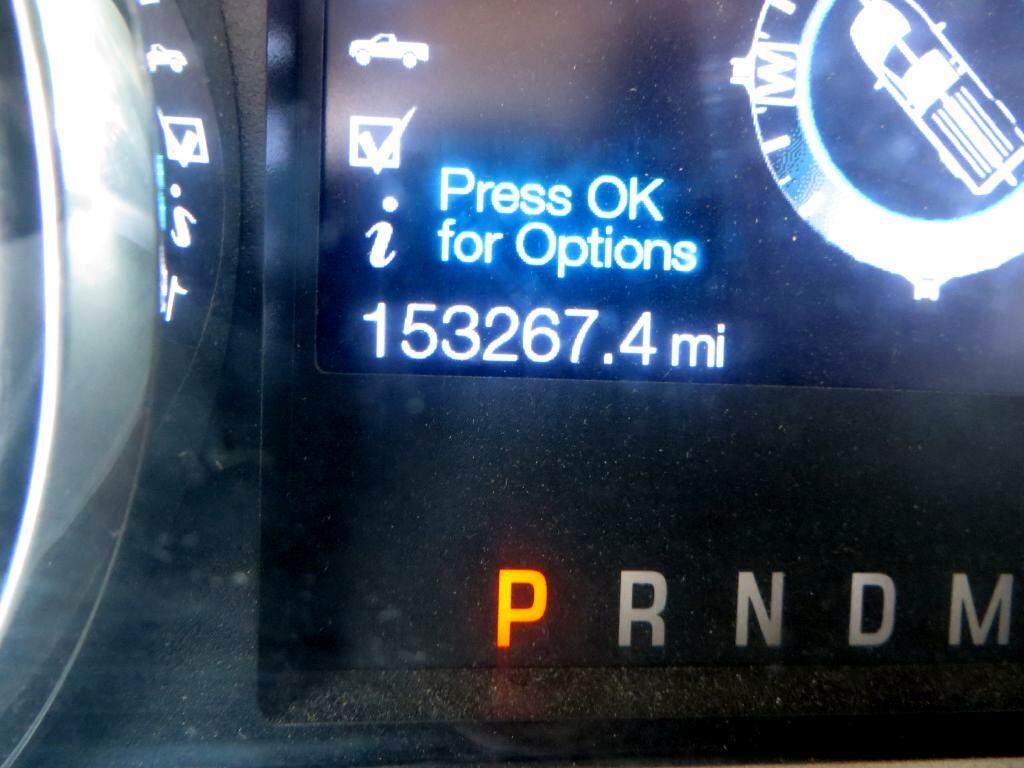 W
Press OK
for Options
i
153267.4 mi
P R N D M